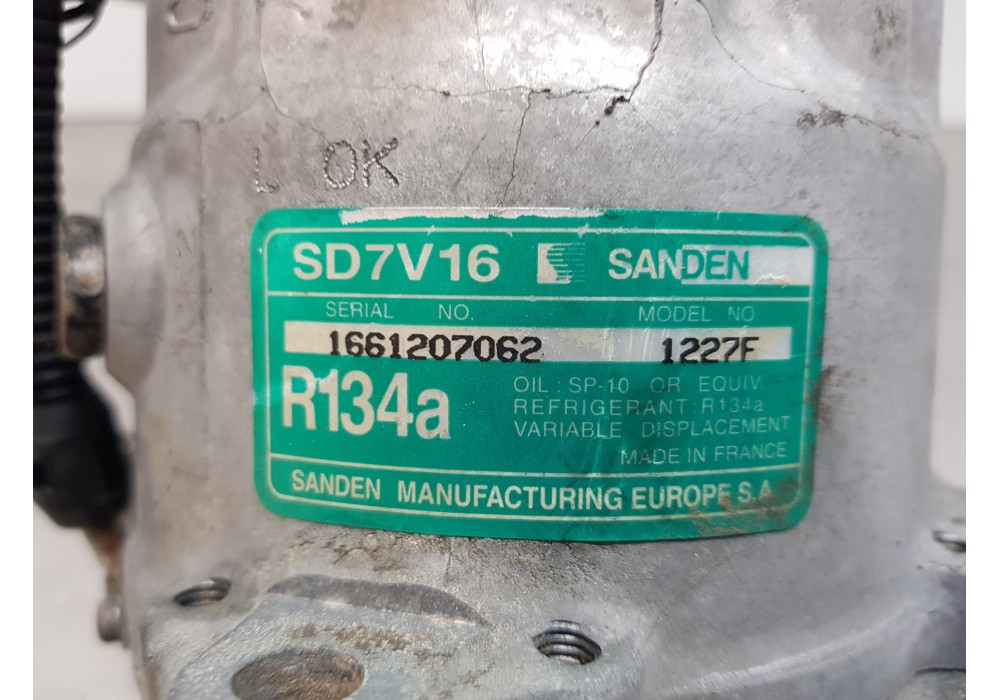 L OK
SD7V16 SANDEN
SERIAL NO. MODEL NO
1661207062 1227F
R134a
OIL : SP-10 OR EQUIV.
REFRIGERANT : R134a
VARIABLE DISPLACEMENT
MADE IN FRANCE
SANDEN MANUFACTURING EUROPE S.A